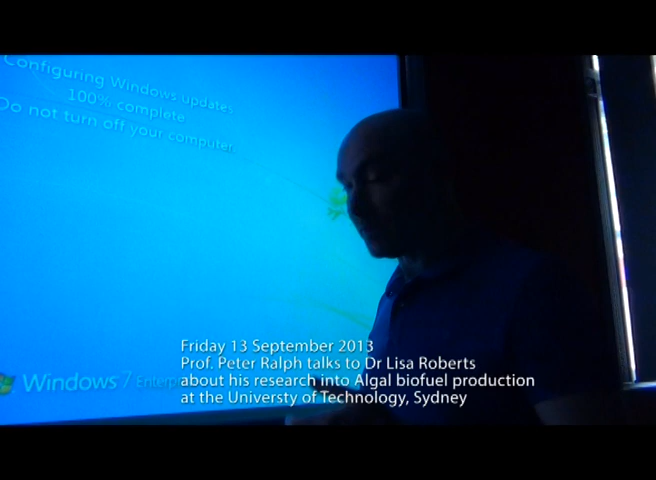 Configuring Windows updates
100% complete
Do not turn off your computer.
Friday 13 September 2013
Prof. Peter Ralph talks to Dr Lisa Roberts
about his research into Algal biofuel production
at the Universty of Technology, Sydney
Windows 7